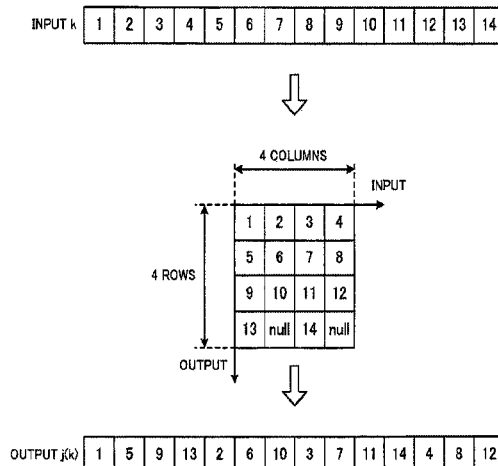 INPUT k 1 2 3 4 5 6 7 8 9 10 11 12 13 14
4 COLUMNS
INPUT
1 2 3 4
5 6 7 8
4 ROWS
9 10 11 12
13 null 14 null
OUTPUT
OUTPUT j(k) 1 5 9 13 2 6 10 3 7 11 14 4 8 12